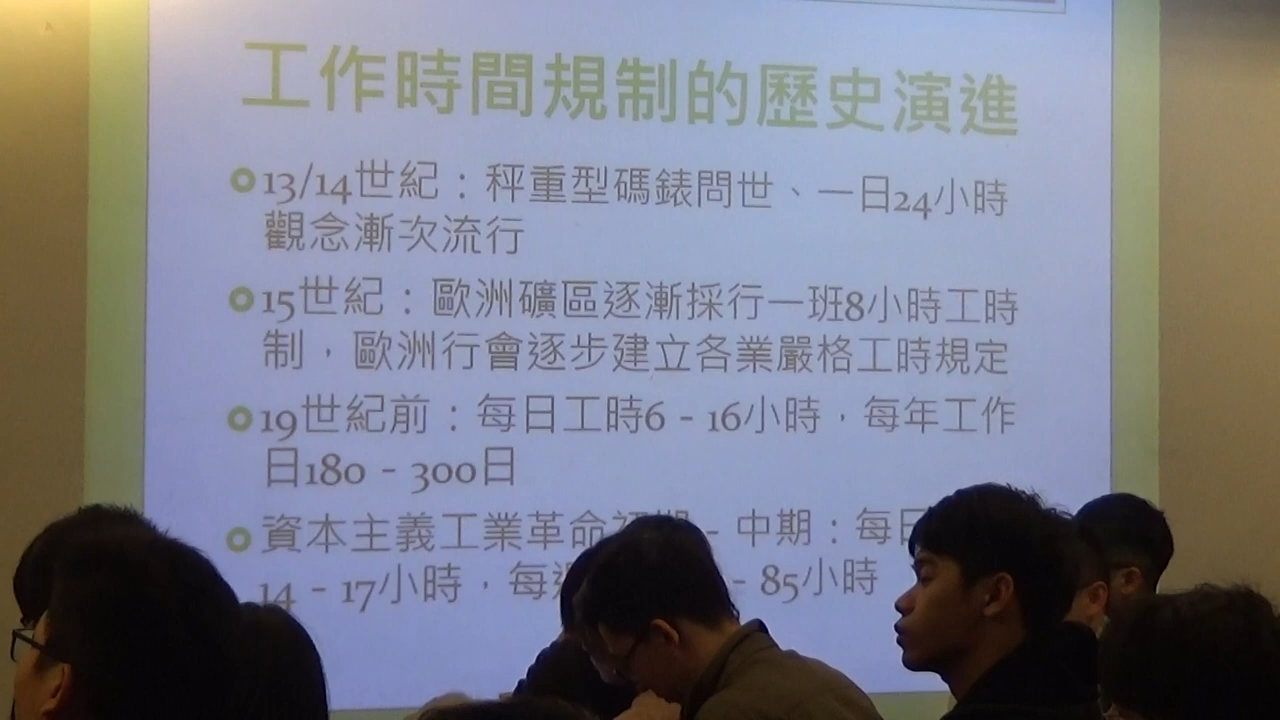 工作時間規制的歷史演進
13/14世紀：秤重型碼錶問世、一日24小時
觀念漸次流行
15世紀：歐洲礦區逐漸採行一班8小時工時
制，歐洲行會逐步建立各業嚴格工時規定
19世紀前：每日工時6 - 16小時，每年工作
日180 - 300日
資本主義工業革命初期 - 中期：每日
14 - 17小時，每週 - 85小時